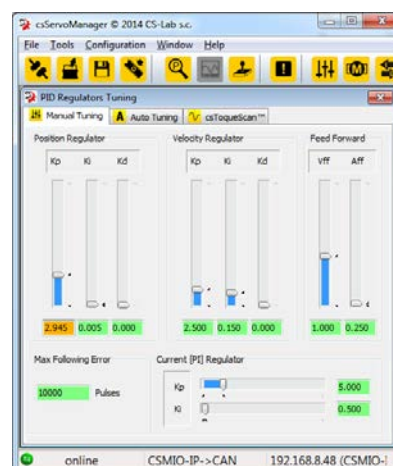 csServoManager © 2014 CS-Lab s.c.
File Tools Configuration Window Help
PID Regulators Tuning
Manual Tuning A Auto Tuning csToqueScan™
Position Regulator Velocity Regulator Feed Forward
Kp Ki Kd Kp Ki Kd Vff Aff
2.945 0.005 0.000 2.500 0.150 0.000 1.000 0.250
Max Following Error Current [PI] Regulator
Kp 5.000
10000 Pulses
Ki 0.500
online CSMIO-IP->CAN 192.168.8.48 (CSMIO-